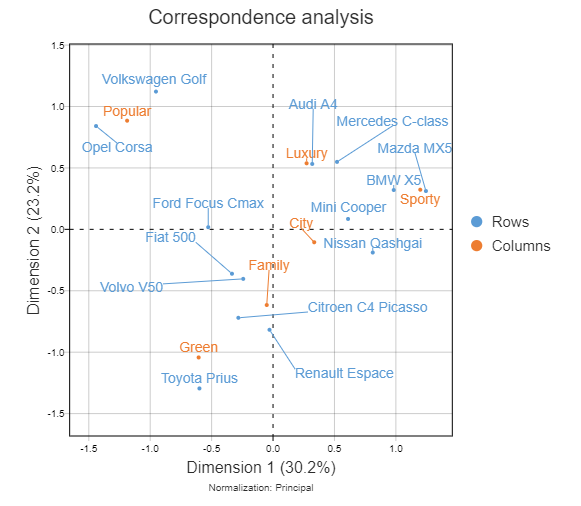 Correspondence analysis
1.5
Volkswagen Golf
1.0
Popular
Audi A4
Mercedes C-class
Opel Corsa
Luxury
Mazda MX5
0.5
BMW X5
Sporty
Ford Focus Cmax
Mini Cooper
Rows
0.0
Fiat 500
City
Nissan Qashgai
Columns
Family
-0.5
Volvo V50
Citroen C4 Picasso
-1.0
Green
Toyota Prius
Renault Espace
-1.5
Dimension 2 (23.2%)
-1.5 -1.0 -0.5 0.0 0.5 1.0
Dimension 1 (30.2%)
Normalization: Principal